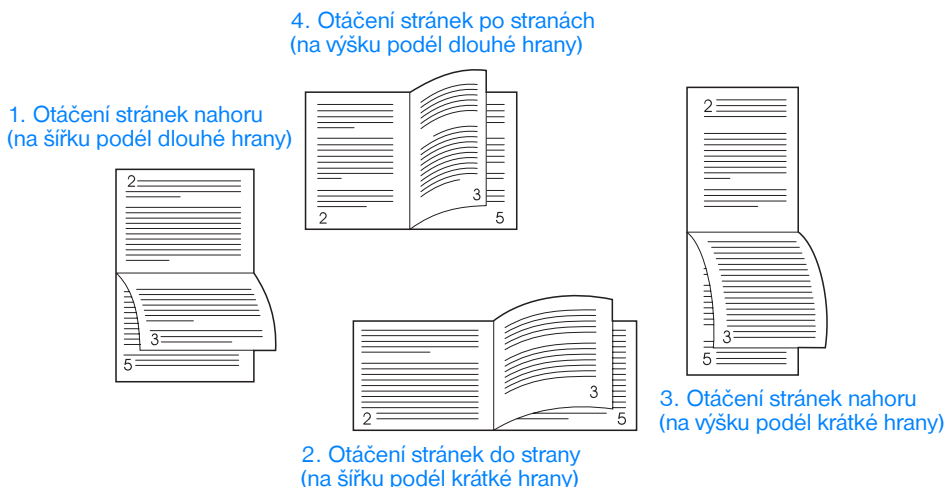 4. Otáčení stránek po stranách
(na výšku podél dlouhé hrany)
1. Otáčení stránek nahoru
(na šířku podél dlouhé hrany)
2
3
5
2
3
5
2
3
5
2
3
5
3. Otáčení stránek nahoru
(na výšku podél krátké hrany)
2. Otáčení stránek do strany
(na šířku podél krátké hrany)